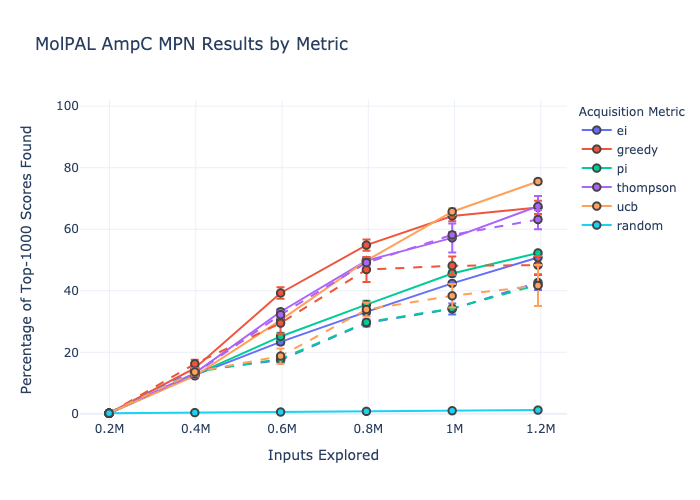 MolPAL AmpC MPN Results by Metric
Percentage of Top-1000 Scores Found
100
80
60
40
20
0
0.2M
0.4M
0.6M
0.8M
1M
1.2M
Inputs Explored
Acquisition Metric
ei
greedy
pi
thompson
ucb
random